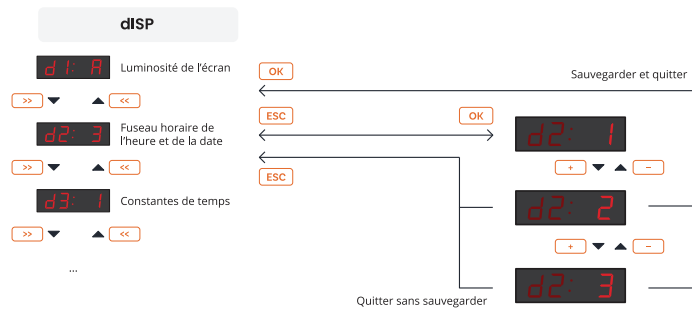 dISP
d1: A
Luminosité de l'écran
OK
Sauvegarder et quitter
>>
<<
ESC
OK
d2: 3
Fuseau horaire de
l'heure et de la date
d2: 1
>>
<<
ESC
+
−
d3: 1
Constantes de temps
d2: 2
>>
<<
+
−
...
d2: 3
Quitter sans sauvegarder